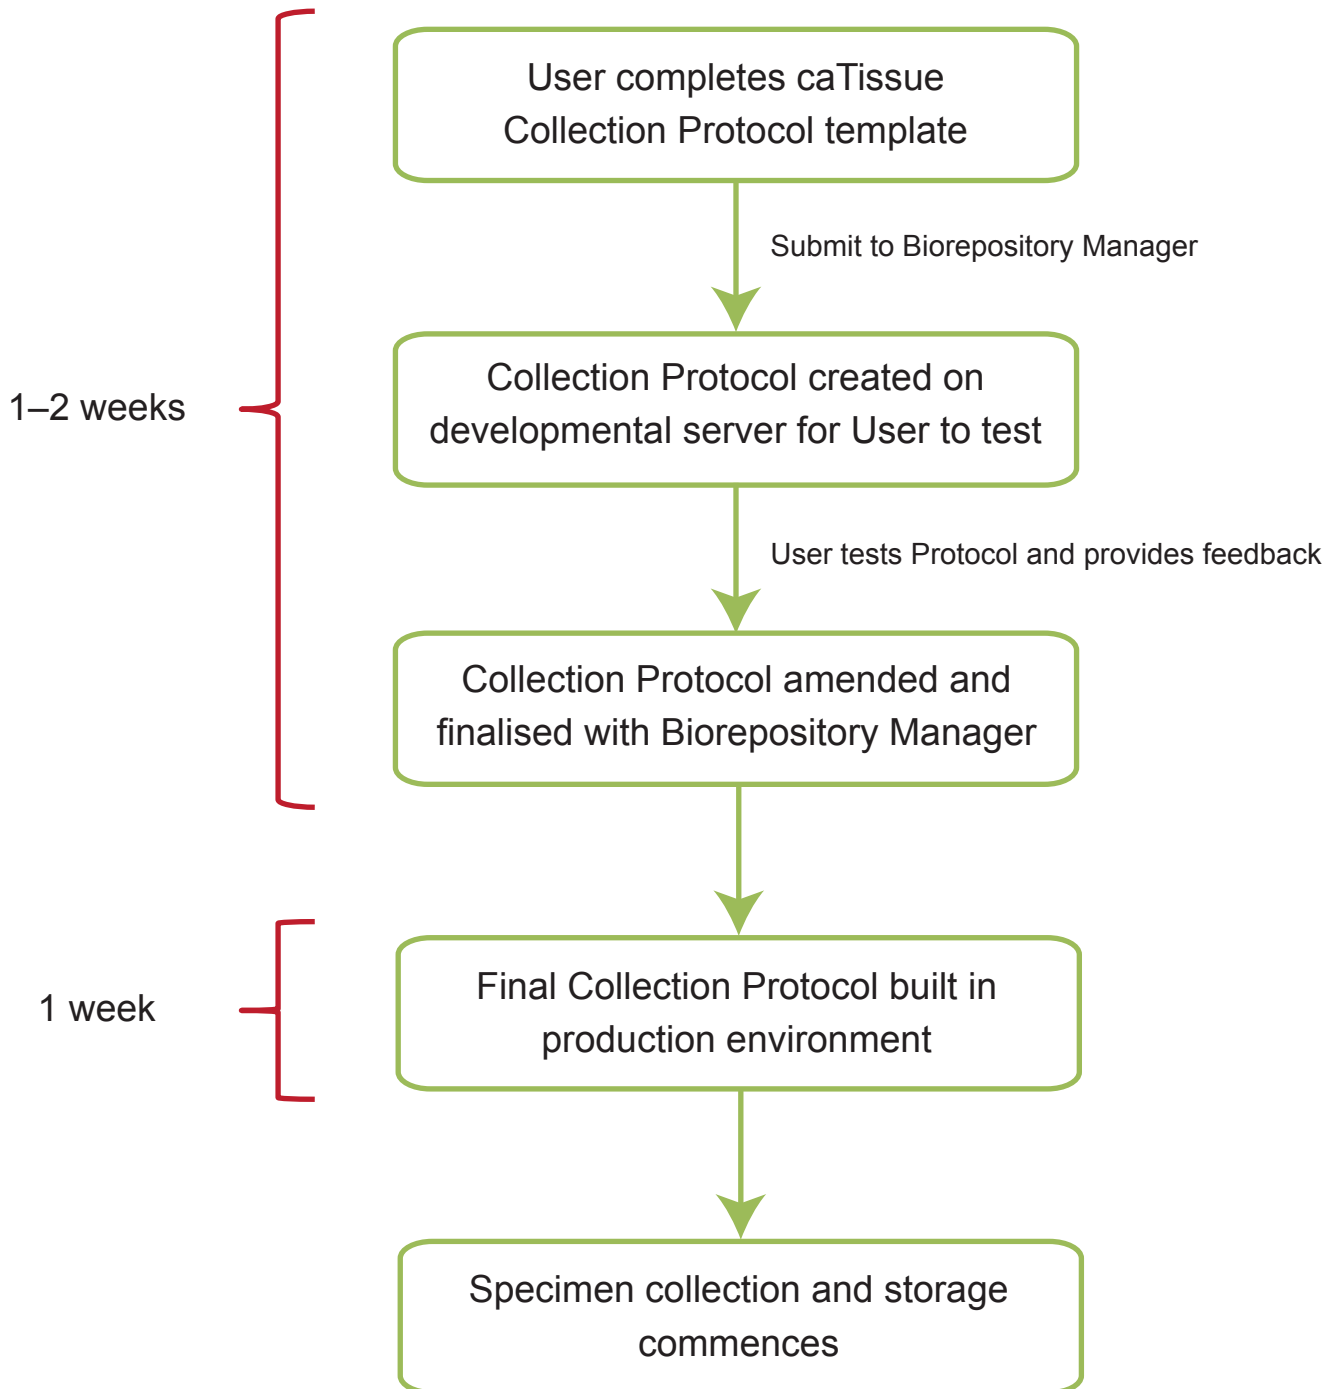 User completes caTissue
Collection Protocol template
Submit to Biorepository Manager
Collection Protocol created on
developmental server for User to test
1–2 weeks
User tests Protocol and provides feedback
Collection Protocol amended and
finalised with Biorepository Manager
Final Collection Protocol built in
production environment
1 week
Specimen collection and storage
commences